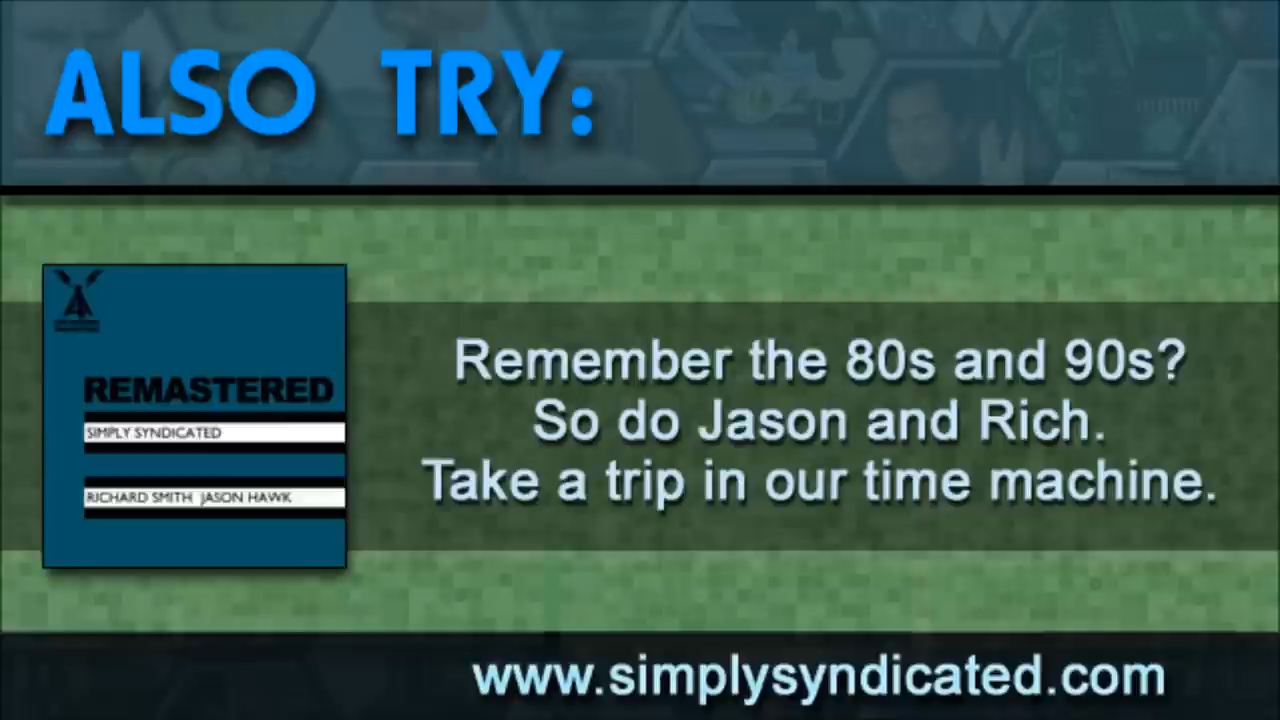 ALSO TRY:
REMASTERED
SIMPLY SYNDICATED
RICHARD SMITH JASON HAWK
Remember the 80s and 90s?
So do Jason and Rich.
Take a trip in our time machine.
www.simplysyndicated.com